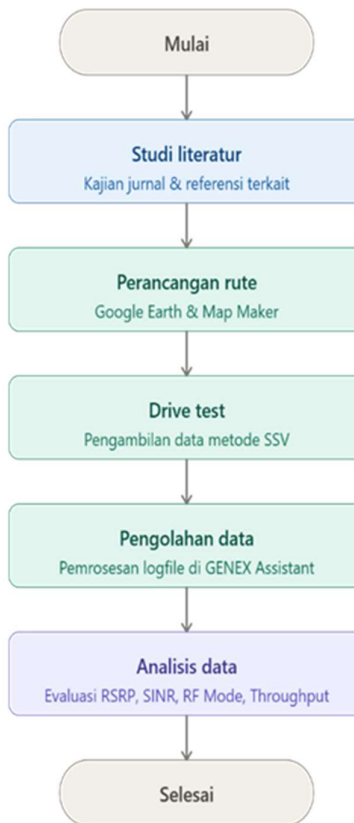 Mulai
Studi literatur
Kajian jurnal & referensi terkait
Perancangan rute
Google Earth & Map Maker
Drive test
Pengambilan data metode SSV
Pengolahan data
Pemrosesan logfile di GENEX Assistant
Analisis data
Evaluasi RSRP, SINR, RF Mode, Throughput
Selesai